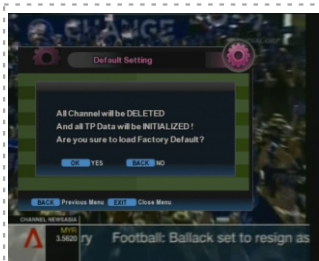 CHANGE
Default Setting
All Channel will be DELETED
And all TP Data will be INITIALIZED !
Are you sure to load Factory Default ?
OK YES BACK NO
BACK Previous Menu EXIT Close Menu
CHANNEL NEWSASIA
MYR
3.5620
ry Football: Ballack set to resign as